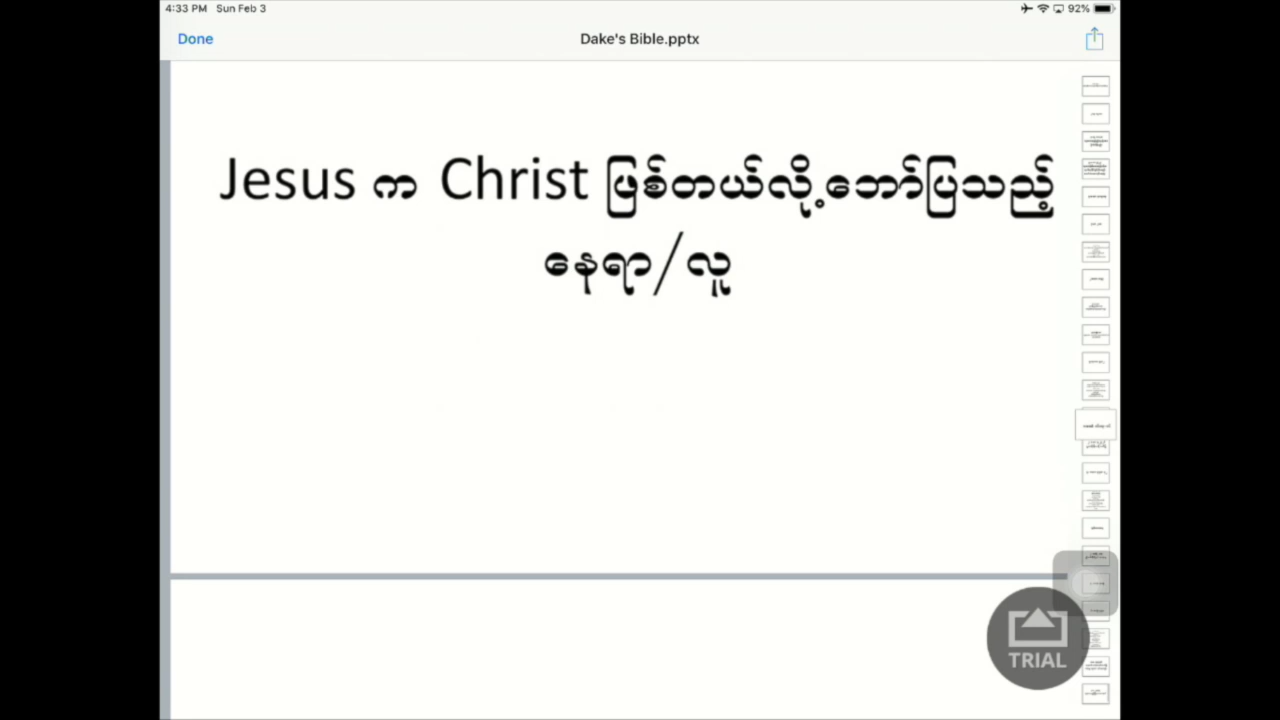 4:33 PM Sun Feb 3
92%
Done
Dake's Bible.pptx
Jesus က Christ ဖြစ်တယ်လို့ဘော်ပြသည့်
နေရာ/လူ
TRIAL